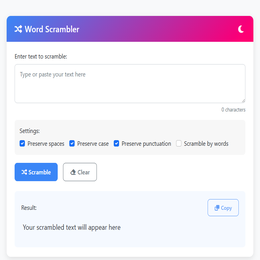 Word Scrambler
Enter text to scramble:
Type or paste your text here
0 characters
Settings:
Preserve spaces Preserve case Preserve punctuation Scramble by words
Scramble Clear
Result: Copy
Your scrambled text will appear here